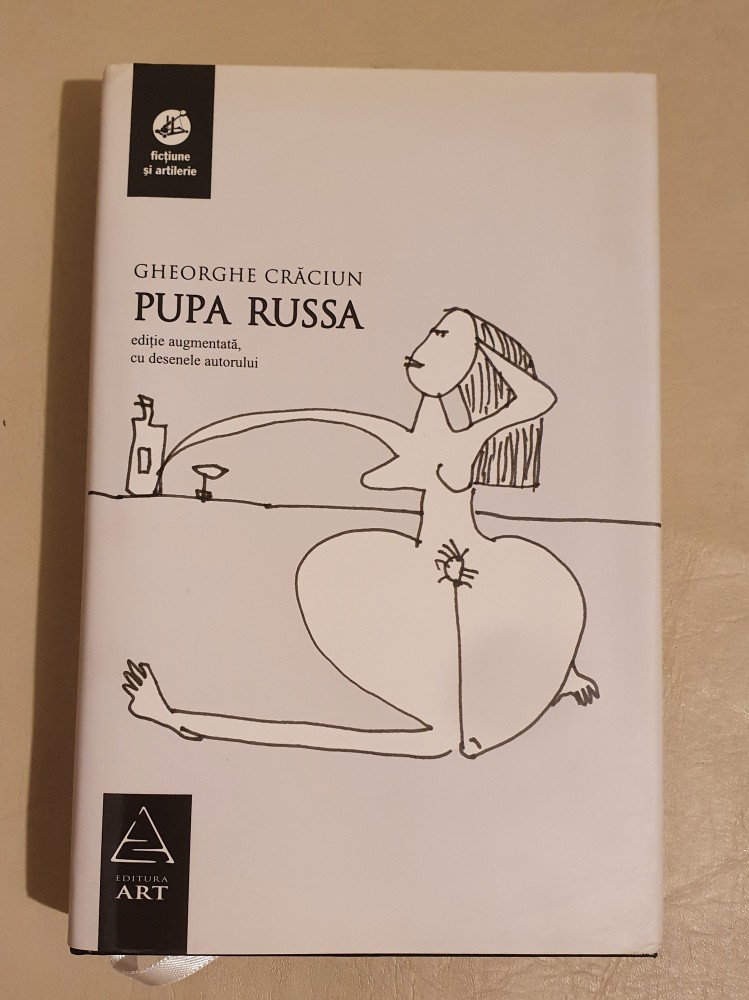 ficțiune
și artilerie
GHEORGHE CRĂCIUN
PUPA RUSSA
ediție augmentată,
cu desenele autorului
EDITURA
ART